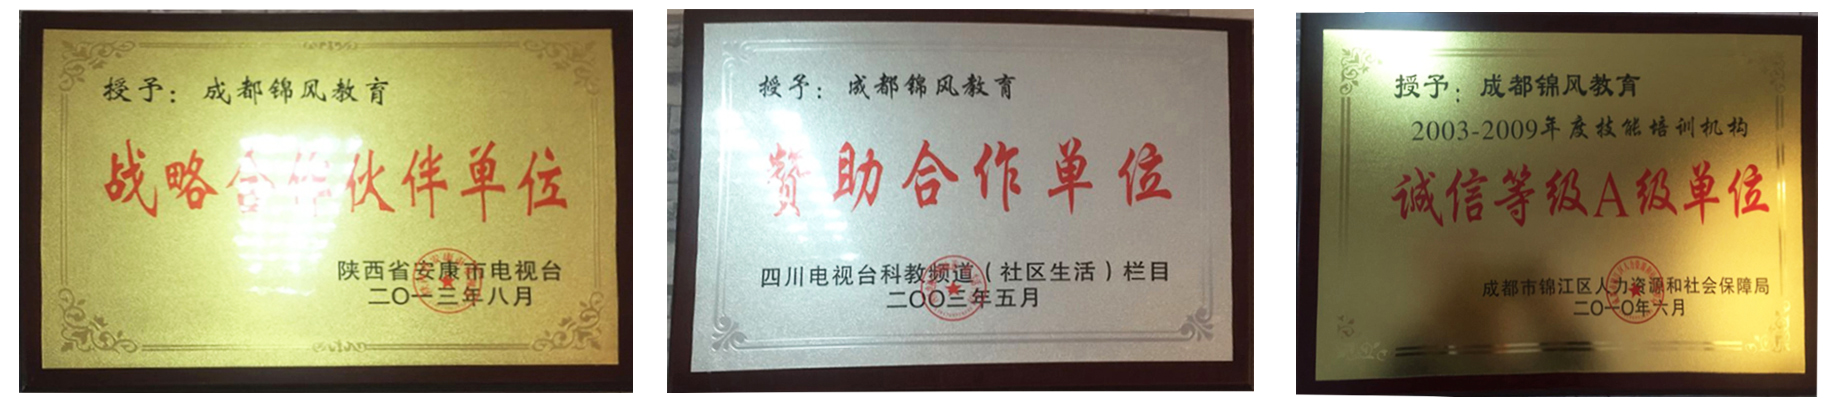 授予：成都锦风教育
战略合作伙伴单位
陕西省安康市电视台
二〇一三年八月
授予：成都锦风教育
赞助合作单位
四川电视台科教频道（社区生活）栏目
二〇〇三年五月
授予：成都锦风教育
2003-2009年度技能培训机构
诚信等级A级单位
成都市锦江区人力资源和社会保障局
二〇一〇年六月